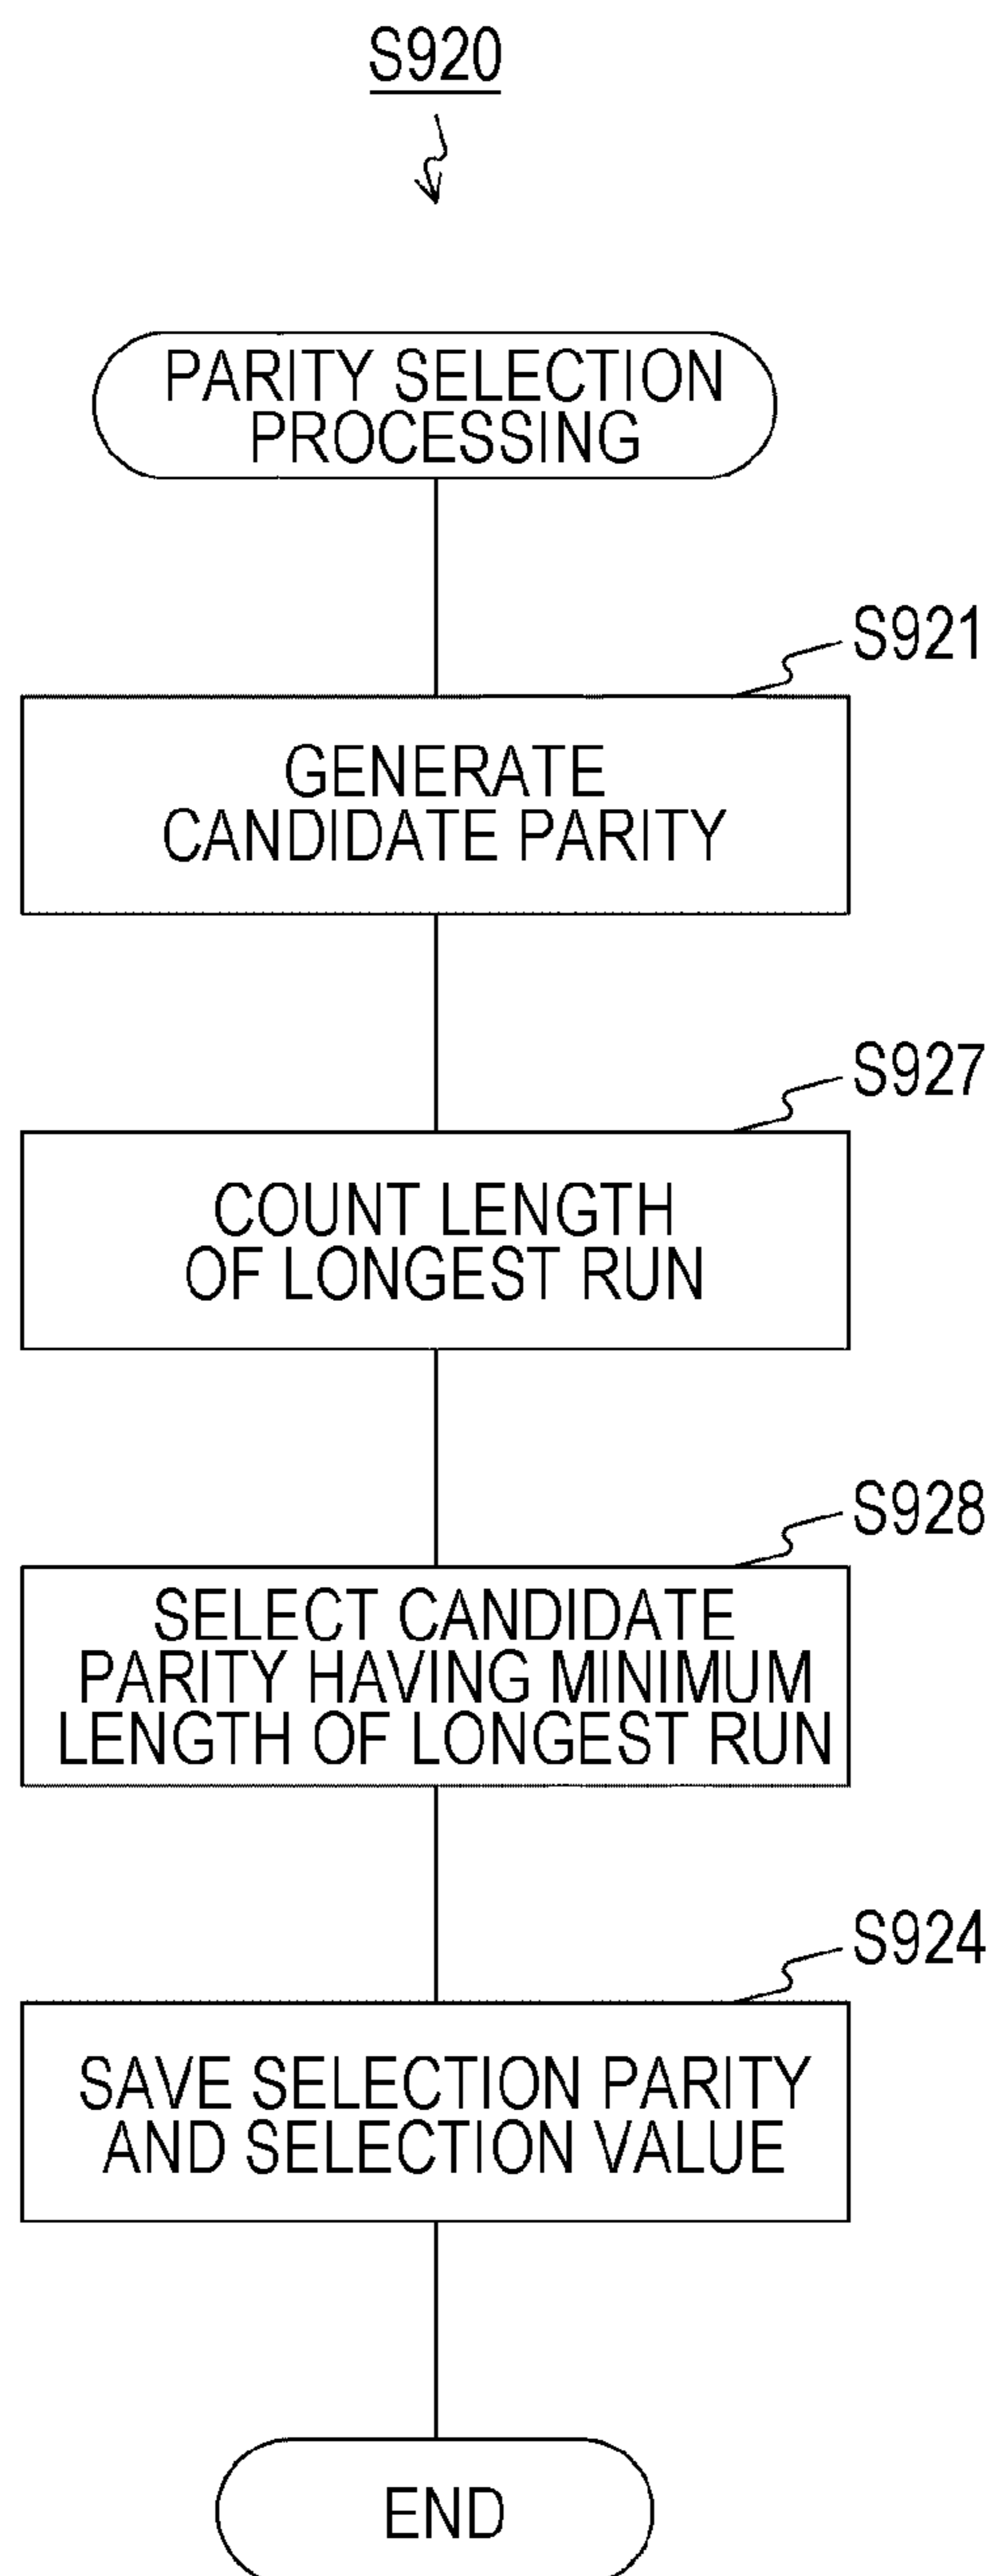 S920
PARITY SELECTION
PROCESSING
S921
GENERATE
CANDIDATE PARITY
S927
COUNT LENGTH
OF LONGEST RUN
S928
SELECT CANDIDATE
PARITY HAVING MINIMUM
LENGTH OF LONGEST RUN
S924
SAVE SELECTION PARITY
AND SELECTION VALUE
END